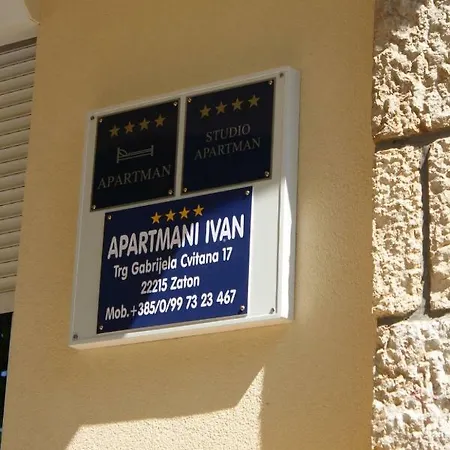 APARTMAN
STUDIO
APARTMAN
APARTMANI IVAN
Trg Gabrijela Cvitana 17
22215 Zaton
Mob.+385/0/99 73 23 467